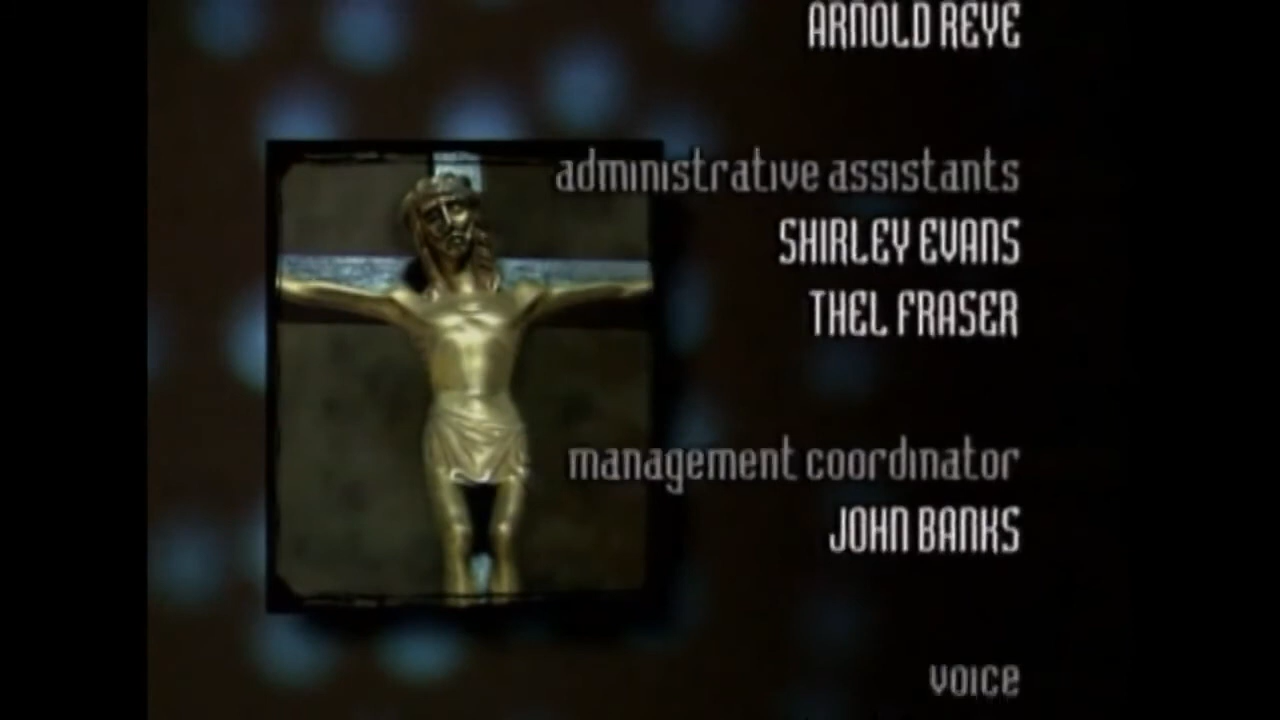 ARNOLD REYE
administrative assistants
SHIRLEY EVANS
THEL FRASER
management coordinator
JOHN BANKS
voice